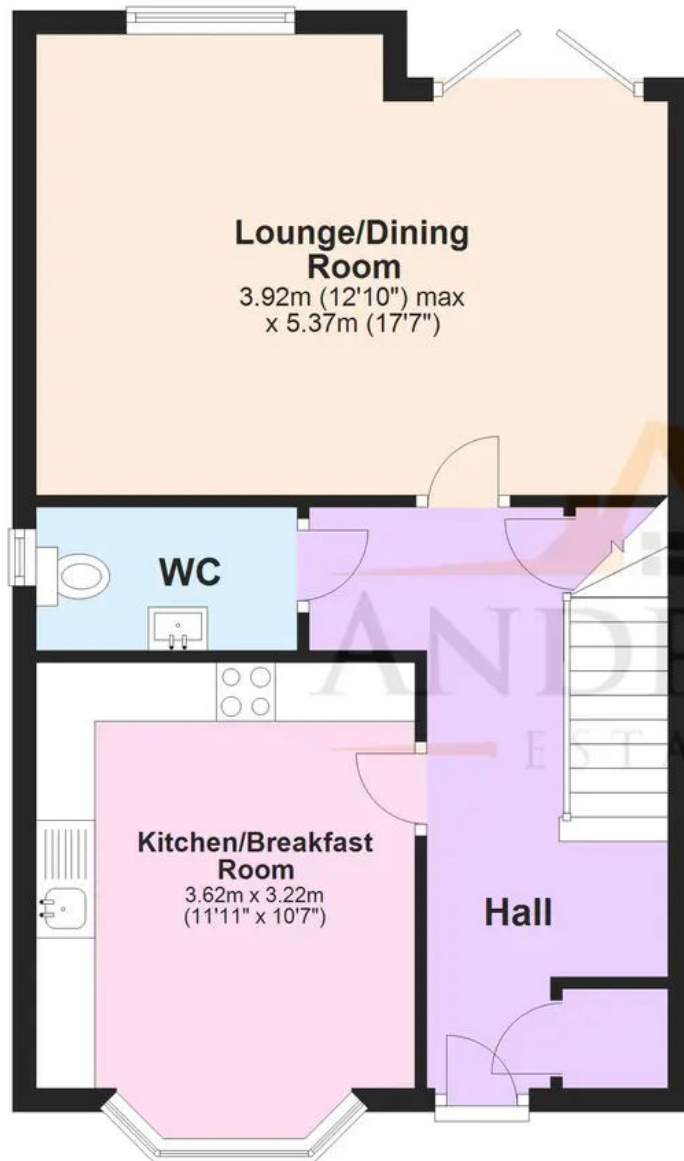 Lounge/Dining
Room
3.92m (12'10") max
x 5.37m (17'7")
WC
Kitchen/Breakfast
Room
3.62m x 3.22m
(11'11" x 10'7")
Hall